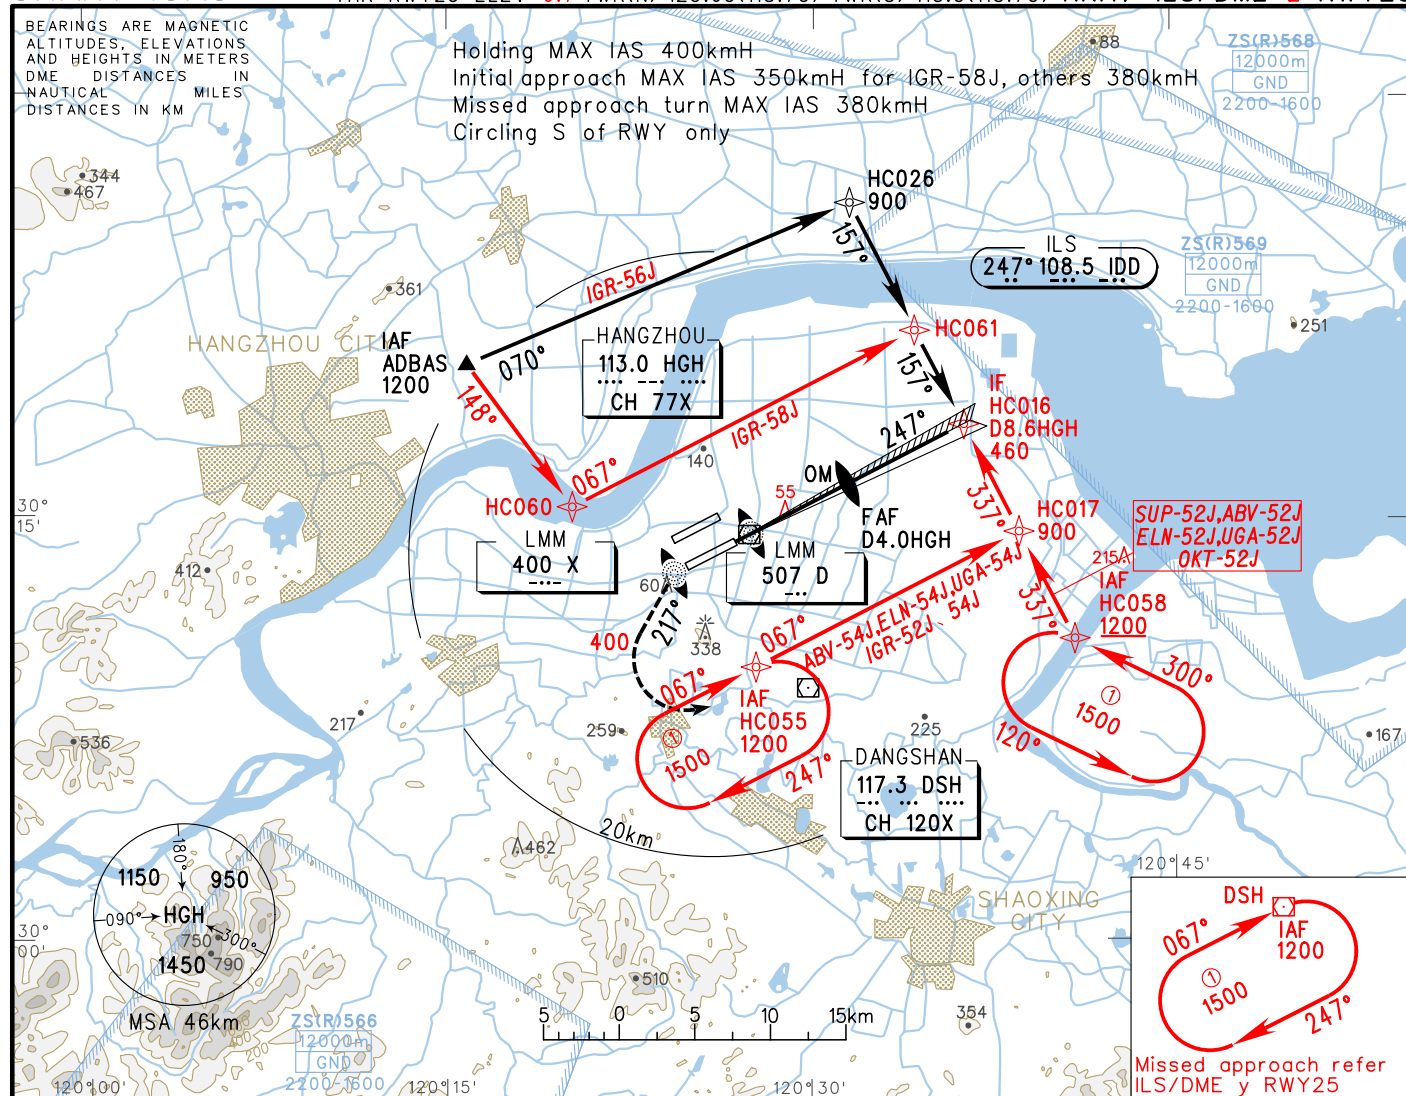 BEARINGS ARE MAGNETIC
ALTITUDES, ELEVATIONS
AND HEIGHTS IN METERS
DME DISTANCES IN
NAUTICAL MILES
DISTANCES IN KM
Holding MAX IAS 400kmH
Initial approach MAX IAS 350kmH for IGR-58J, others 380kmH
Missed approach turn MAX IAS 380kmH
Circling S of RWY only
88
ZS(R)568
12000m
GND
2200-1600
344
467
HC026
900
157°
ILS
247° 108.5 IDD
ZS(R)569
12000m
GND
2200-1600
IGR-56J
361
251
HC061
HANGZHOU CITY
IAF
ADBAS
1200
070°
148°
HANGZHOU
113.0 HGH
CH 77X
157°
IF
HC016
D8.6HGH
460
247°
IGR-58J
140
067°
HC060
OM
55
FAF
D4.0HGH
337°
HC017
900
30°
15'
LMM
400 X
LMM
507 D
SUP-52J,ABV-52J
ELN-52J,UGA-52J
OKT-52J
215
412
60
217°
400
338
067°
ABV-54J,ELN-54J,UGA-54J
IGR-52J、54J
337°
IAF
HC058
1200
300°
① 1500
120°
067°
IAF
HC055
1200
① 1500
247°
217
259
225
167
536
DANGSHAN
117.3 DSH
CH 120X
20km
462
120°45'
1150
950
180°
090°
HGH
300°
750
790
1450
MSA 46km
30°
00'
SHAOXING
CITY
510
354
DSH
067°
IAF
1200
① 1500
247°
Missed approach refer
ILS/DME y RWY25
5 0 5 10 15km
ZS(R)566
12000m
GND
2200-1600
200
120°00'
120°15'
120°30'